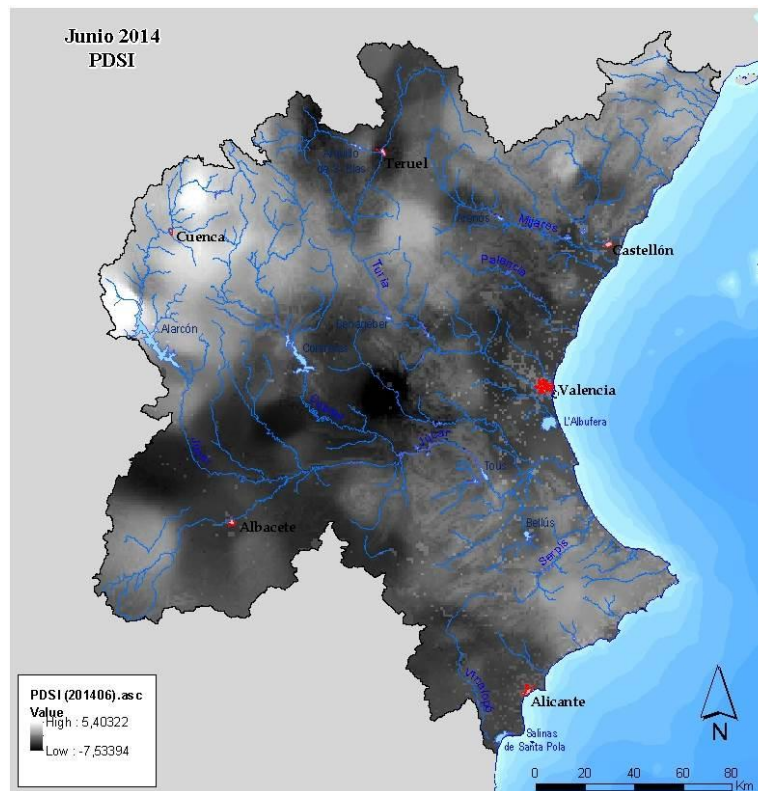 Junio 2014
PDSI
Teruel
Cuenca
Mijares
Castellón
Palancia
Turia
Alarcón
Valencia
L'Albufera
Júcar
Tous
Albacete
Bellús
Serpis
Vinalopó
Alicante
Salinas
de Santa Pola
PDSI (201406).asc
Value
High : 5,40322
Low : -7,53394
N
0 20 40 60 80
Km